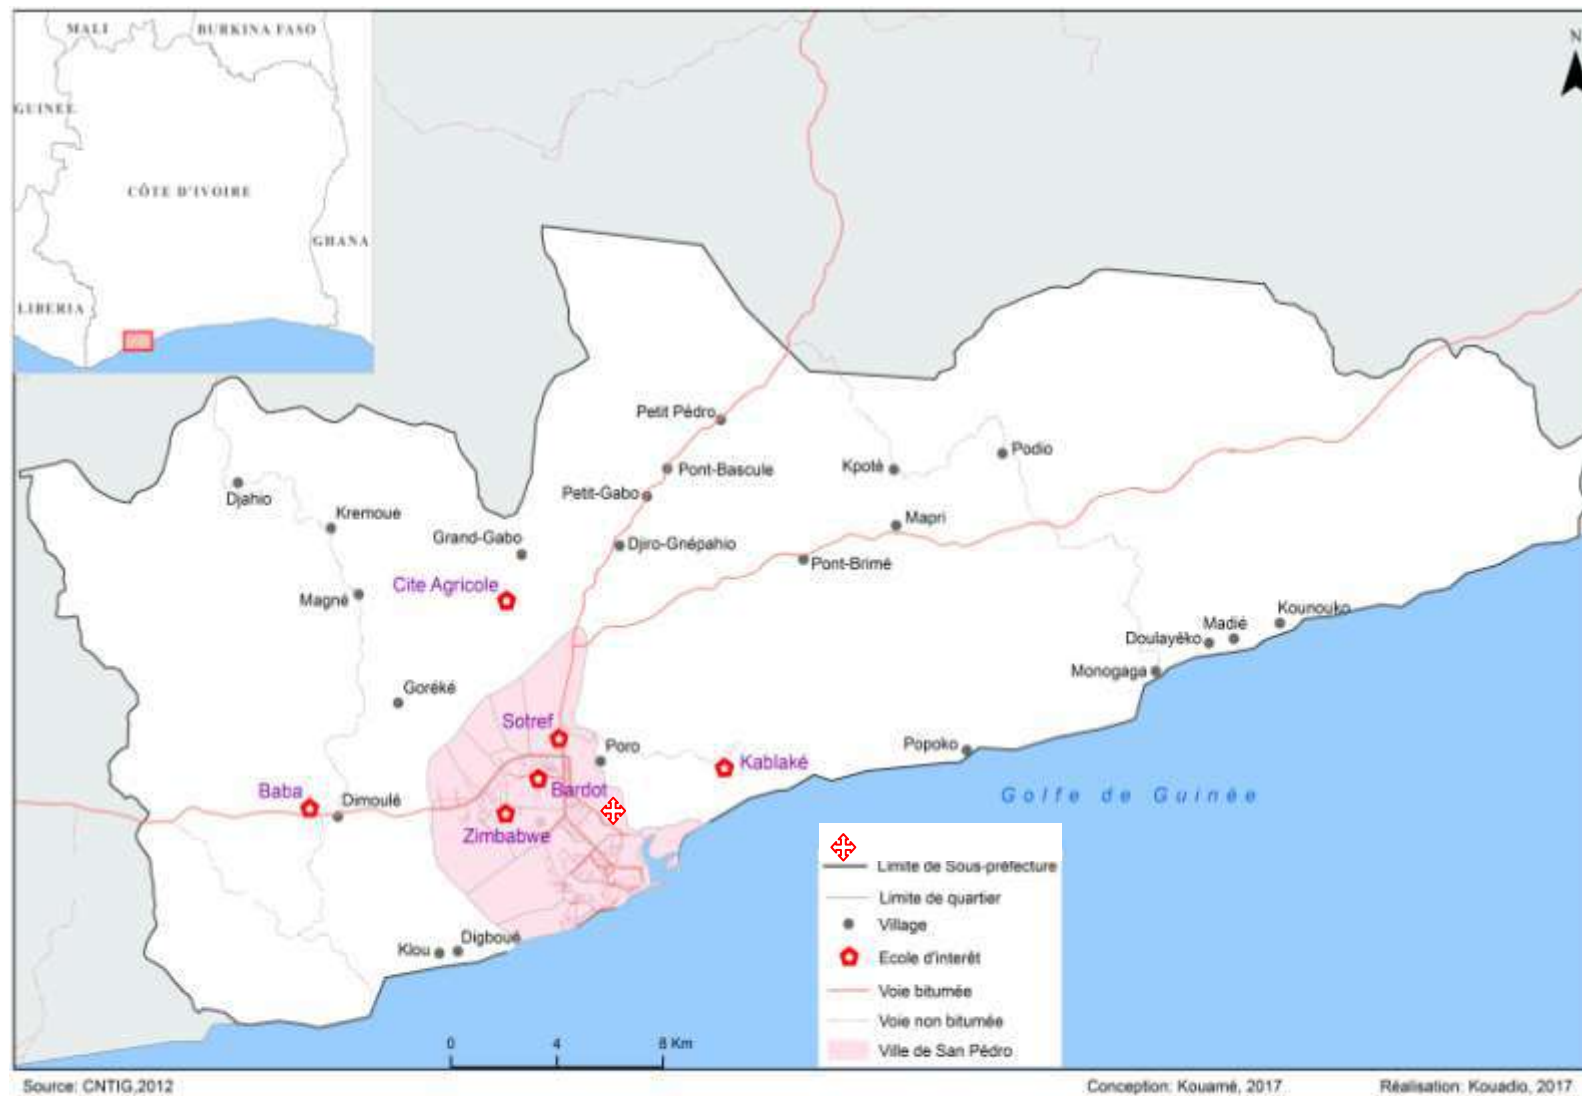 MALI
BURKINA FASO
GUINEE
CÔTE D'IVOIRE
GHANA
LIBERIA
N
Petit Pédro
Pont-Bascule
Kpoté
Podio
Djahio
Petit-Gabo
Kremoue
Mapri
Grand-Gabo
Djiro-Gnépahio
Pont-Brimé
Cite Agricole
Magné
Kounouko
Madié
Doulayéko
Monogaga
Goréké
Sotref
Poro
Popoko
Kablaké
Baba
Bardot
Dimoulé
Golfe de Guinée
Zimbabwe
Klou
Digboué
Limite de Sous-préfecture
Limite de quartier
Village
Ecole d'interêt
Voie bitumée
Voie non bitumée
Ville de San Pédro
0 4 8 Km
Source: CNTIG,2012
Conception: Kouamé, 2017
Réalisation: Kouadio, 2017